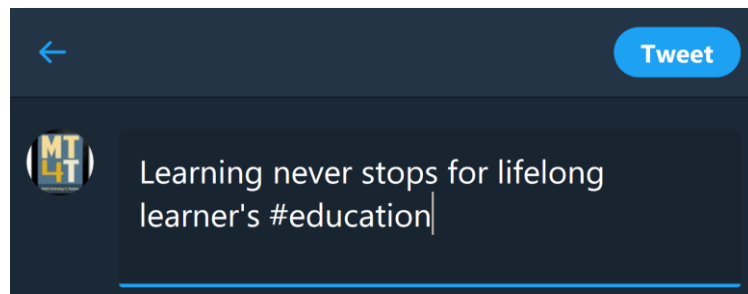 Tweet
MT
4T
Learning never stops for lifelong
learner's #education